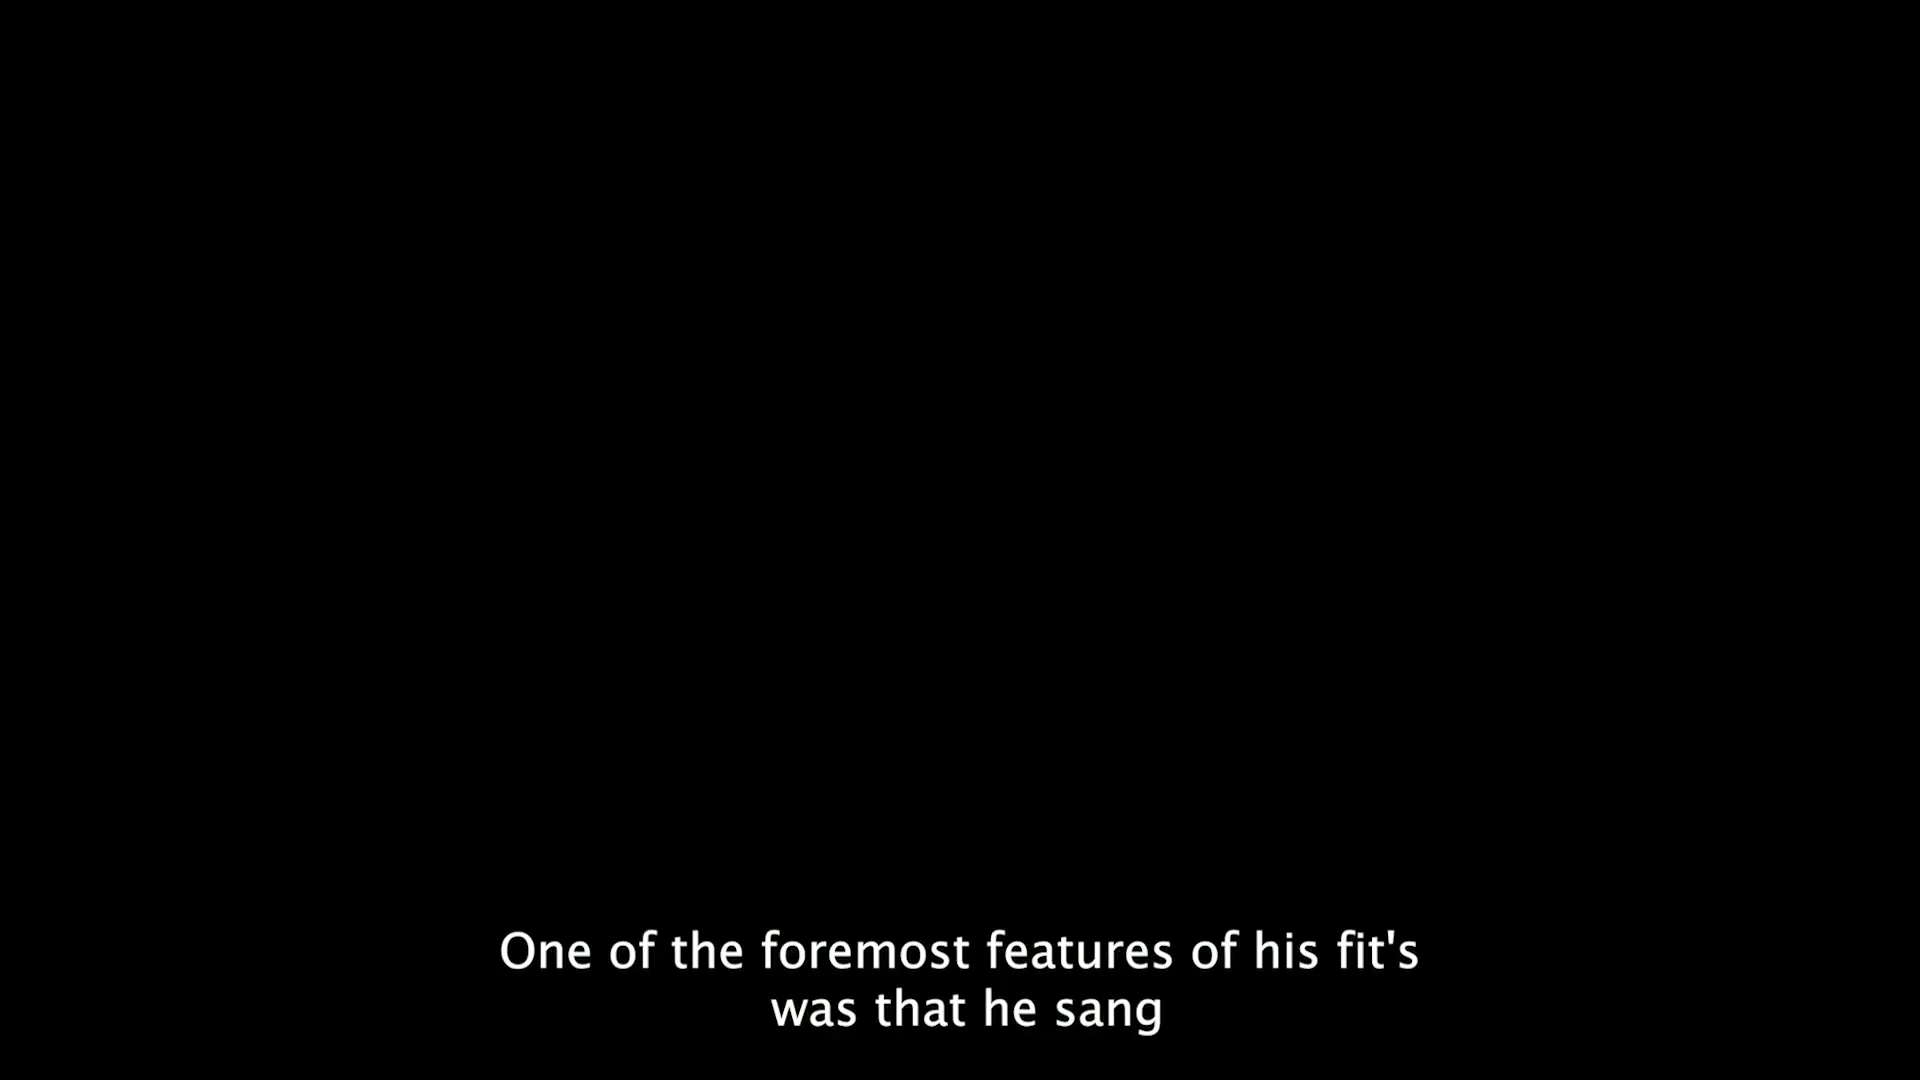 One of the foremost features of his fit's
was that he sang